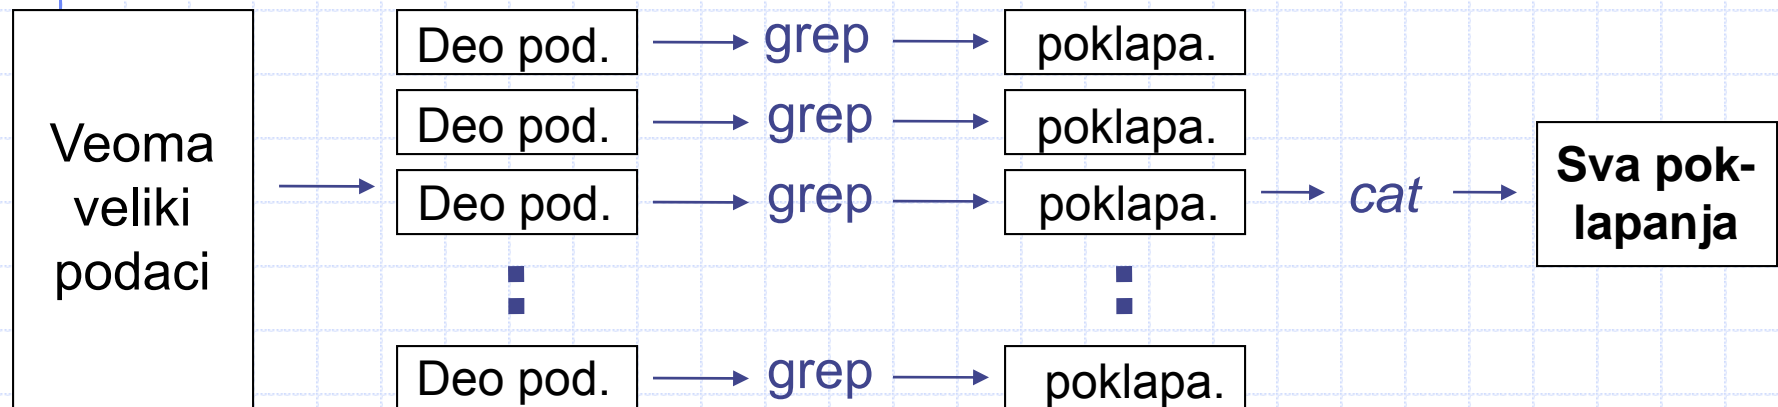 Veoma
veliki
podaci
Deo pod.
grep
poklapa.
Deo pod.
grep
poklapa.
Deo pod.
grep
poklapa.
Deo pod.
grep
poklapa.
cat
Sva pok-
lapanja